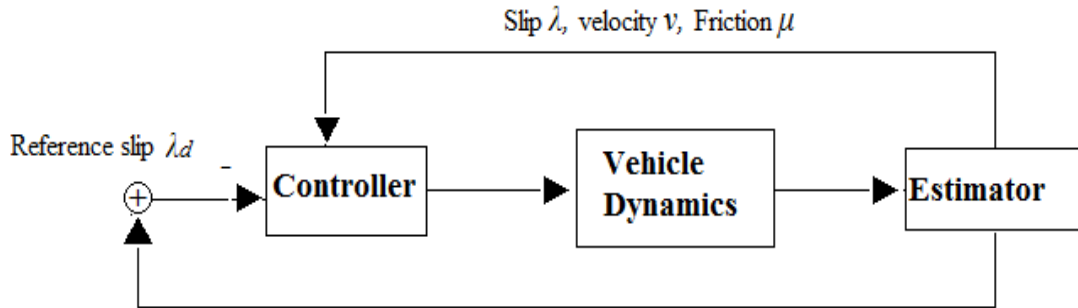 Slip λ, velocity v, Friction μ
Reference slip λd
-
+
Controller
Vehicle
Dynamics
Estimator